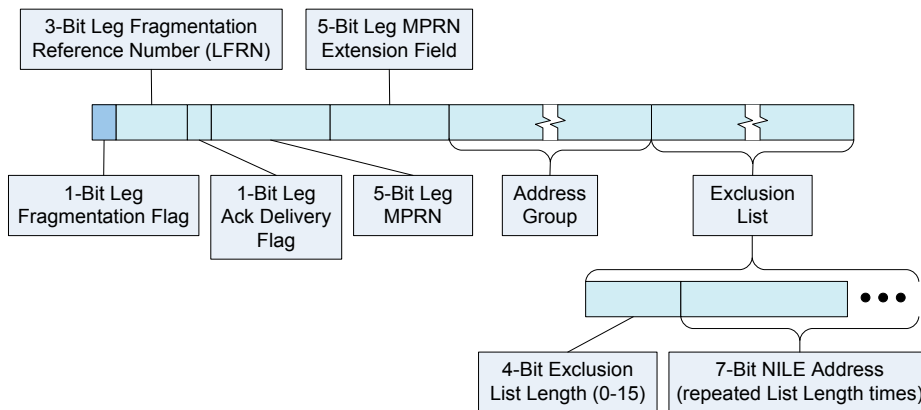 3-Bit Leg Fragmentation
Reference Number (LFRN)
5-Bit Leg MPRN
Extension Field
1-Bit Leg
Fragmentation Flag
1-Bit Leg
Ack Delivery
Flag
5-Bit Leg
MPRN
Address
Group
Exclusion
List
4-Bit Exclusion
List Length (0-15)
7-Bit NILE Address
(repeated List Length times)